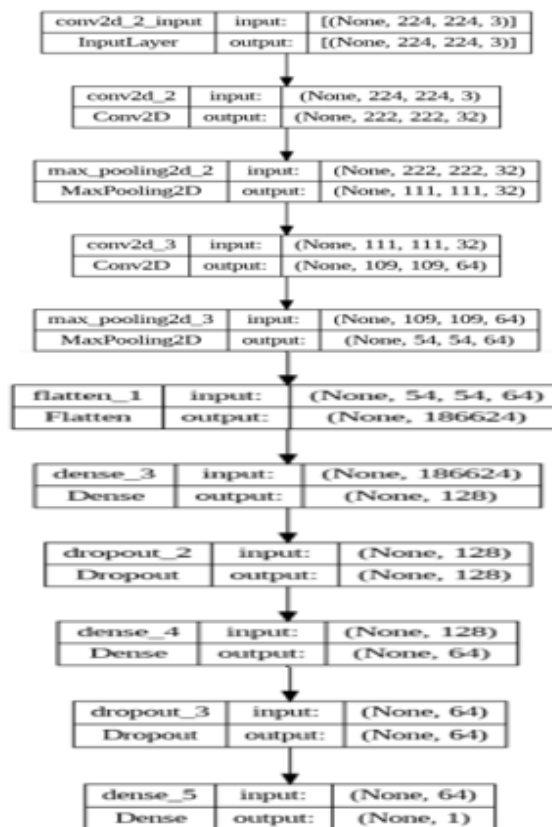 conv2d_2_input input: [(None, 224, 224, 3)]
InputLayer output: [(None, 224, 224, 3)]
conv2d_2 input: (None, 224, 224, 3)
Conv2D output: (None, 222, 222, 32)
max_pooling2d_2 input: (None, 222, 222, 32)
MaxPooling2D output: (None, 111, 111, 32)
conv2d_3 input: (None, 111, 111, 32)
Conv2D output: (None, 109, 109, 64)
max_pooling2d_3 input: (None, 109, 109, 64)
MaxPooling2D output: (None, 54, 54, 64)
flatten_1 input: (None, 54, 54, 64)
Flatten output: (None, 186624)
dense_3 input: (None, 186624)
Dense output: (None, 128)
dropout_2 input: (None, 128)
Dropout output: (None, 128)
dense_4 input: (None, 128)
Dense output: (None, 64)
dropout_3 input: (None, 64)
Dropout output: (None, 64)
dense_5 input: (None, 64)
Dense output: (None, 1)